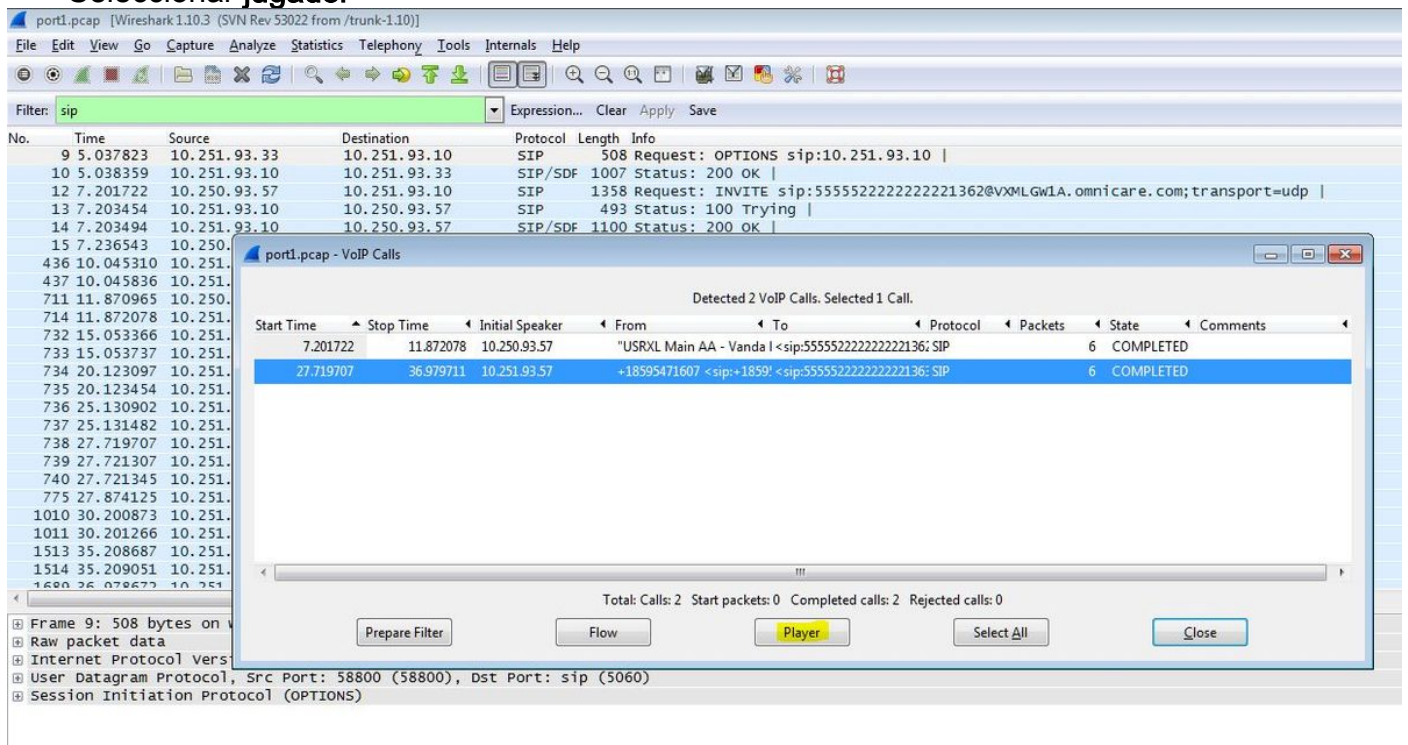 Seleccionar jugador
port1.pcap [Wireshark 1.10.3 (SVN Rev 53022 from /trunk-1.10)]
File Edit View Go Capture Analyze Statistics Telephony Tools Internals Help
Filter: sip Expression... Clear Apply Save
No. Time Source Destination Protocol Length Info
9 5.037823 10.251.93.33 10.251.93.10 SIP 508 Request: OPTIONS sip:10.251.93.10 |
10 5.038359 10.251.93.10 10.251.93.33 SIP/SDF 1007 Status: 200 OK |
12 7.201722 10.250.93.57 10.251.93.10 SIP 1358 Request: INVITE sip:5555522222222221362@VXMLGW1A.omnicare.com;transport=udp |
13 7.203454 10.251.93.10 10.250.93.57 SIP 493 Status: 100 Trying |
14 7.203494 10.251.93.10 10.250.93.57 SIP/SDF 1100 Status: 200 OK |
15 7.236543 10.250.
436 10.045310 10.251.
437 10.045836 10.251.
711 11.870965 10.250.
714 11.872078 10.251.
732 15.053366 10.251.
733 15.053737 10.251.
734 20.123097 10.251.
735 20.123454 10.251.
736 25.130902 10.251.
737 25.131482 10.251.
738 27.719707 10.251.
739 27.721307 10.251.
740 27.721345 10.251.
775 27.874125 10.251.
1010 30.200873 10.251.
1011 30.201266 10.251.
1513 35.208687 10.251.
1514 35.209051 10.251.
1689 36.978672 10.251
port1.pcap - VoIP Calls
Detected 2 VoIP Calls. Selected 1 Call.
Start Time Stop Time Initial Speaker From To Protocol Packets State Comments
7.201722 11.872078 10.250.93.57 "USRXL Main AA - Vanda I <sip:5555522222222221362 SIP 6 COMPLETED
27.719707 36.979711 10.251.93.57 +18595471607 <sip:+1859! <sip:555552222222222136 SIP 6 COMPLETED
Total: Calls: 2 Start packets: 0 Completed calls: 2 Rejected calls: 0
Prepare Filter Flow Player Select All Close
Frame 9: 508 bytes on
Raw packet data
Internet Protocol Vers
User Datagram Protocol, Src Port: 58800 (58800), Dst Port: sip (5060)
Session Initiation Protocol (OPTIONS)